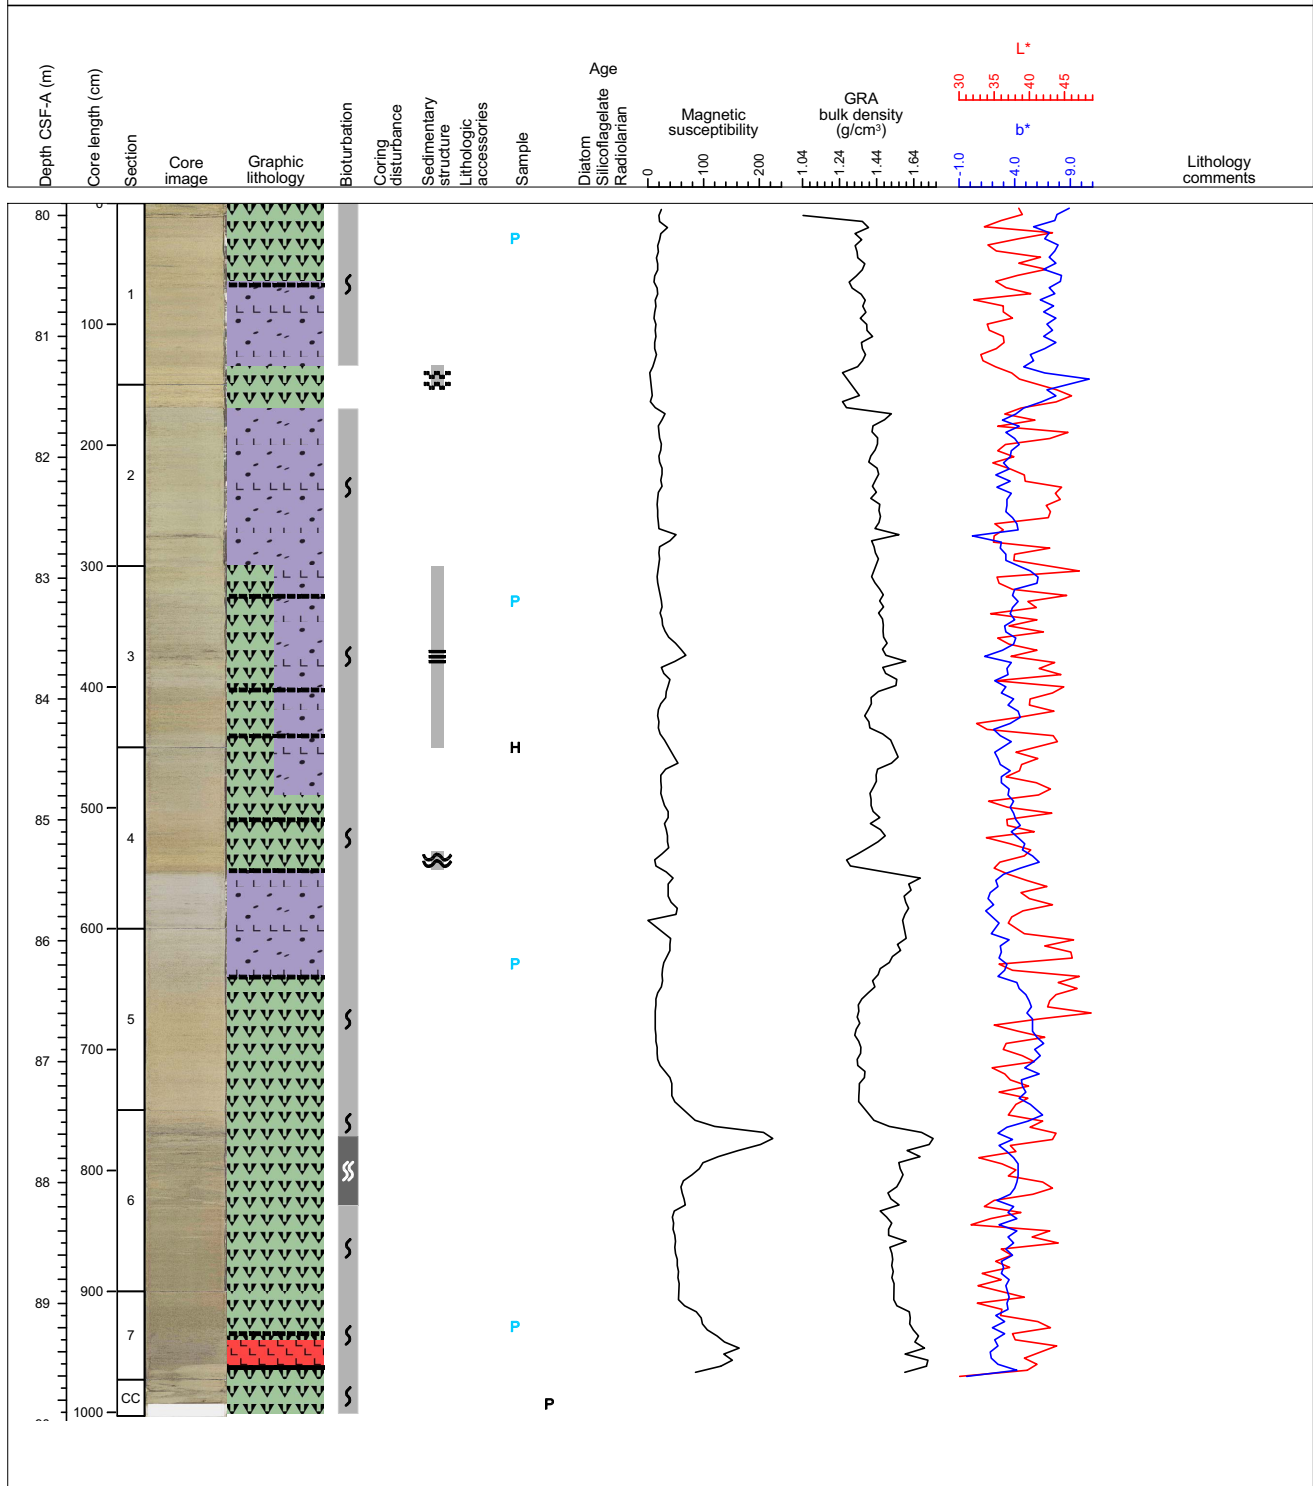 Depth CSF-A (m)
Core length (cm)
Section
Core
image
Graphic
lithology
Bioturbation
Coring
disturbance
Sedimentary
structure
Lithologic
accessories
Sample
Age
Diatom
Silicoflagelate
Radiolarian
Magnetic
susceptibility
0 100 200
GRA
bulk density
(g/cm³)
1.04 1.24 1.44 1.64
L*
30 35 40 45
b*
-1.0 4.0 9.0
Lithology
comments
80
P
1
100
81
200
82
2
300
83
P
3
400
84
H
500
85
4
600
86
P
5
700
87
800
88
6
900
89
7
P
CC
P
1000